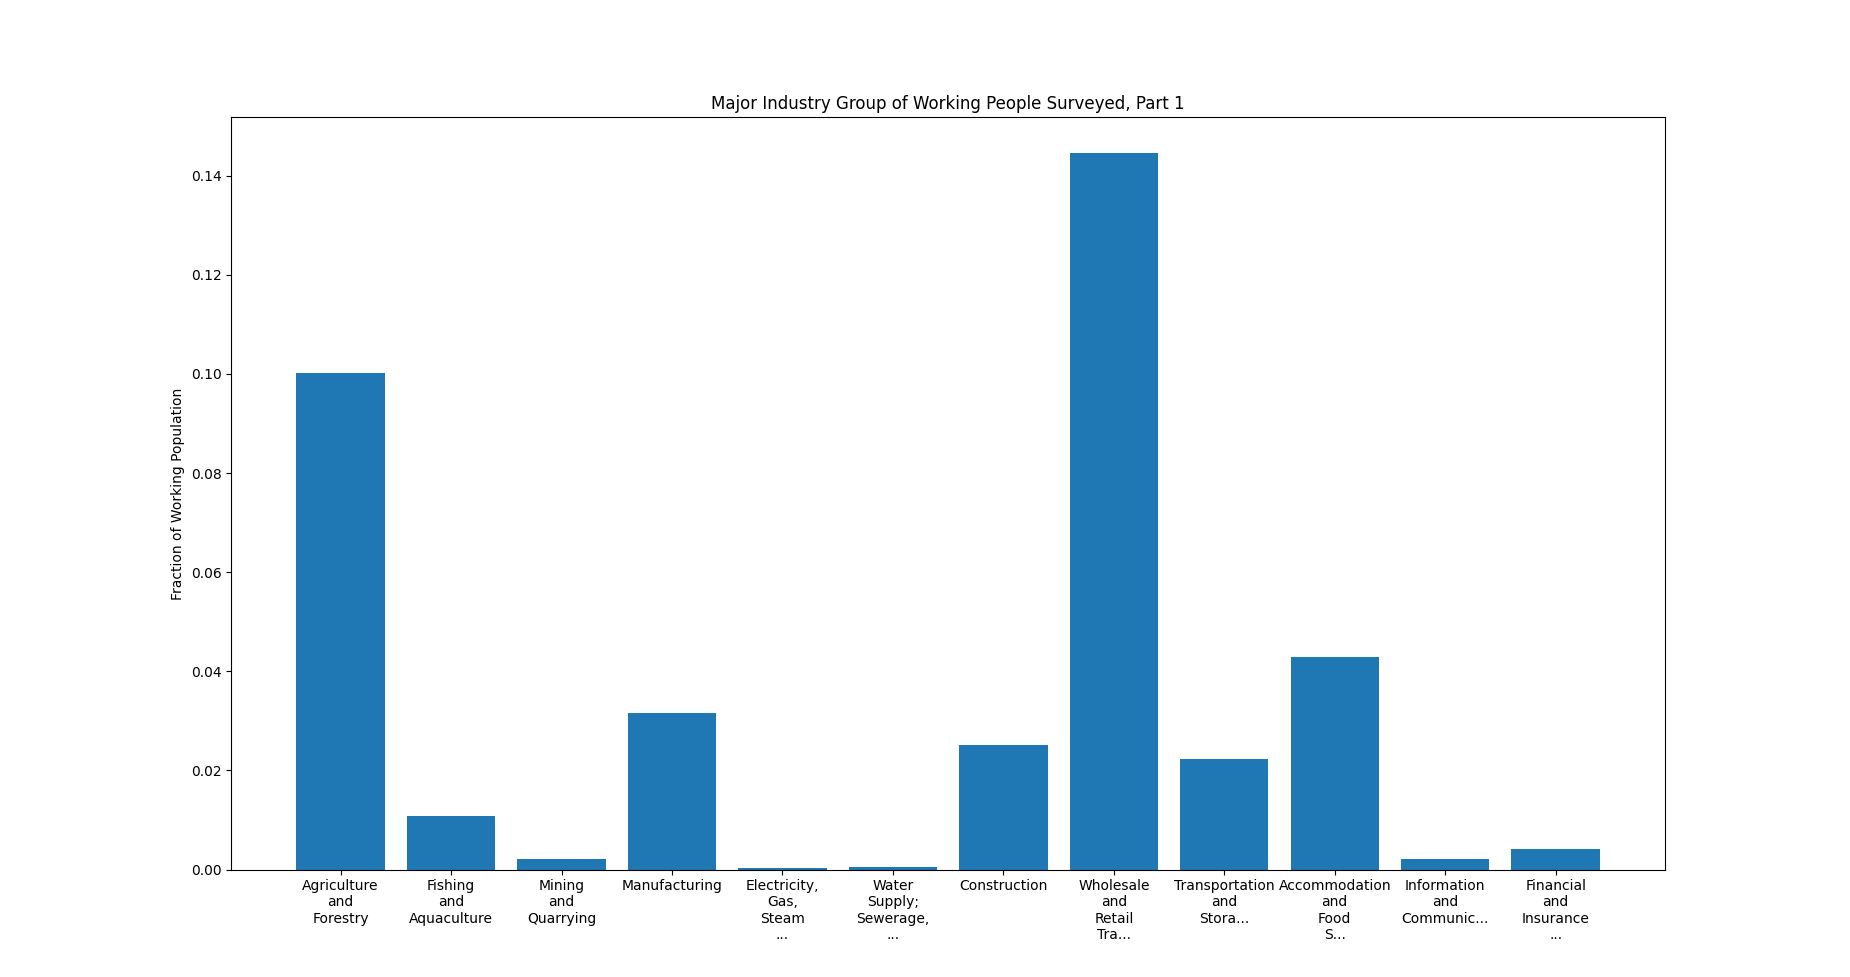 Major Industry Group of Working People Surveyed, Part 1
Fraction of Working Population
0.14
0.12
0.10
0.08
0.06
0.04
0.02
0.00
Agriculture
and
Forestry
Fishing
and
Aquaculture
Mining
and
Quarrying
Manufacturing
Electricity,
Gas,
Steam
...
Water
Supply;
Sewerage,
...
Construction
Wholesale
and
Retail
Tra...
Transportation
and
Stora...
Accommodation
and
Food
S...
Information
and
Communic...
Financial
and
Insurance
...